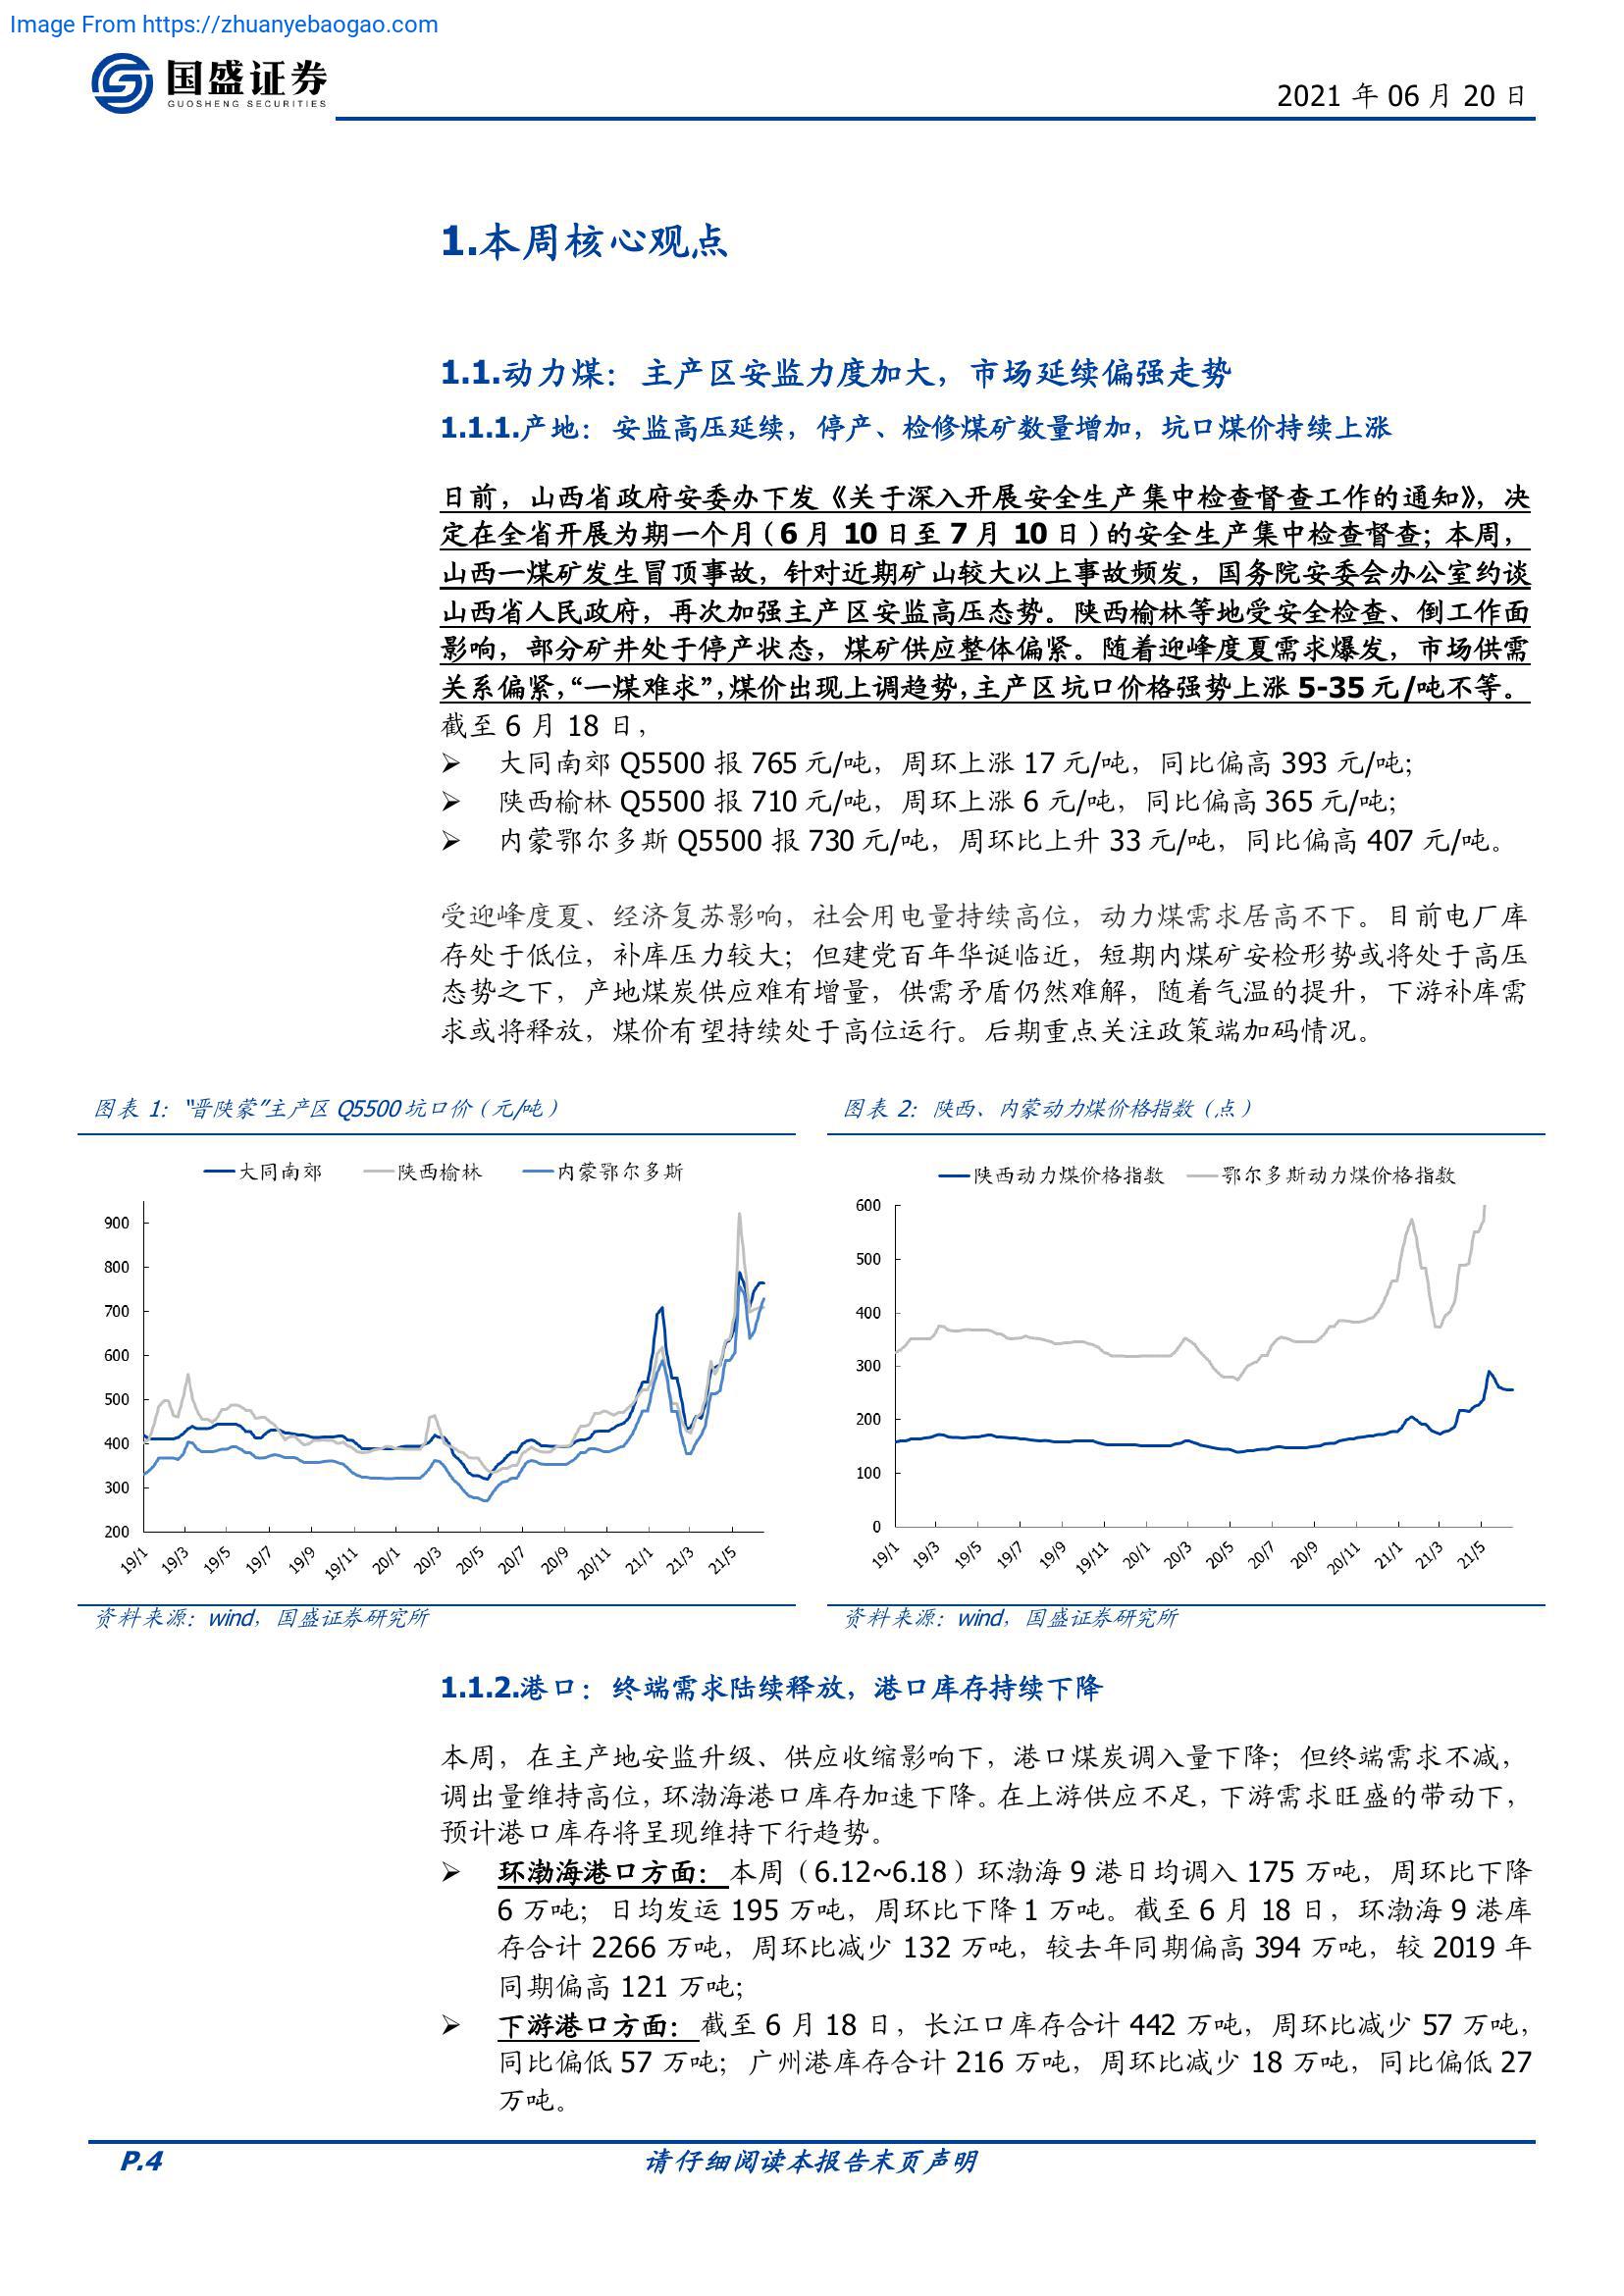 Image From https://zhuanyebaogao.com
国盛证券
GUOSHENG SECURITIES
2021 年 06 月 20 日
1.本周核心观点
1.1.动力煤：主产区安监力度加大，市场延续偏强走势
1.1.1.产地：安监高压延续，停产、检修煤矿数量增加，坑口煤价持续上涨
日前，山西省政府安委办下发《关于深入开展安全生产集中检查督查工作的通知》，决
定在全省开展为期一个月（6 月 10 日至 7 月 10 日）的安全生产集中检查督查；本周，
山西一煤矿发生冒顶事故，针对近期矿山较大以上事故频发，国务院安委会办公室约谈
山西省人民政府，再次加强主产区安监高压态势。陕西榆林等地受安全检查、倒工作面
影响，部分矿井处于停产状态，煤矿供应整体偏紧。随着迎峰度夏需求爆发，市场供需
关系偏紧，“一煤难求”，煤价出现上调趋势，主产区坑口价格强势上涨 5-35 元/吨不等。
截至 6 月 18 日，
➢ 大同南郊 Q5500 报 765 元/吨，周环上涨 17 元/吨，同比偏高 393 元/吨；
➢ 陕西榆林 Q5500 报 710 元/吨，周环上涨 6 元/吨，同比偏高 365 元/吨；
➢ 内蒙鄂尔多斯 Q5500 报 730 元/吨，周环比上升 33 元/吨，同比偏高 407 元/吨。
受迎峰度夏、经济复苏影响，社会用电量持续高位，动力煤需求居高不下。目前电厂库
存处于低位，补库压力较大；但建党百年华诞临近，短期内煤矿安检形势或将处于高压
态势之下，产地煤炭供应难有增量，供需矛盾仍然难解，随着气温的提升，下游补库需
求或将释放，煤价有望持续处于高位运行。后期重点关注政策端加码情况。
图表 1：“晋陕蒙”主产区 Q5500 坑口价（元/吨）
大同南郊 陕西榆林 内蒙鄂尔多斯
900
800
700
600
500
400
300
200
19/1 19/3 19/5 19/7 19/9 19/11 20/1 20/3 20/5 20/7 20/9 20/11 21/1 21/3 21/5
资料来源：wind，国盛证券研究所
图表 2：陕西、内蒙动力煤价格指数（点）
陕西动力煤价格指数 鄂尔多斯动力煤价格指数
600
500
400
300
200
100
0
19/1 19/3 19/5 19/7 19/9 19/11 20/1 20/3 20/5 20/7 20/9 20/11 21/1 21/3 21/5
资料来源：wind，国盛证券研究所
1.1.2.港口：终端需求陆续释放，港口库存持续下降
本周，在主产地安监升级、供应收缩影响下，港口煤炭调入量下降；但终端需求不减，
调出量维持高位，环渤海港口库存加速下降。在上游供应不足，下游需求旺盛的带动下，
预计港口库存将呈现维持下行趋势。
➢ 环渤海港口方面：本周（6.12~6.18）环渤海 9 港日均调入 175 万吨，周环比下降
6 万吨；日均发运 195 万吨，周环比下降 1 万吨。截至 6 月 18 日，环渤海 9 港库
存合计 2266 万吨，周环比减少 132 万吨，较去年同期偏高 394 万吨，较 2019 年
同期偏高 121 万吨；
➢ 下游港口方面：截至 6 月 18 日，长江口库存合计 442 万吨，周环比减少 57 万吨，
同比偏低 57 万吨；广州港库存合计 216 万吨，周环比减少 18 万吨，同比偏低 27
万吨。
P.4
请仔细阅读本报告末页声明